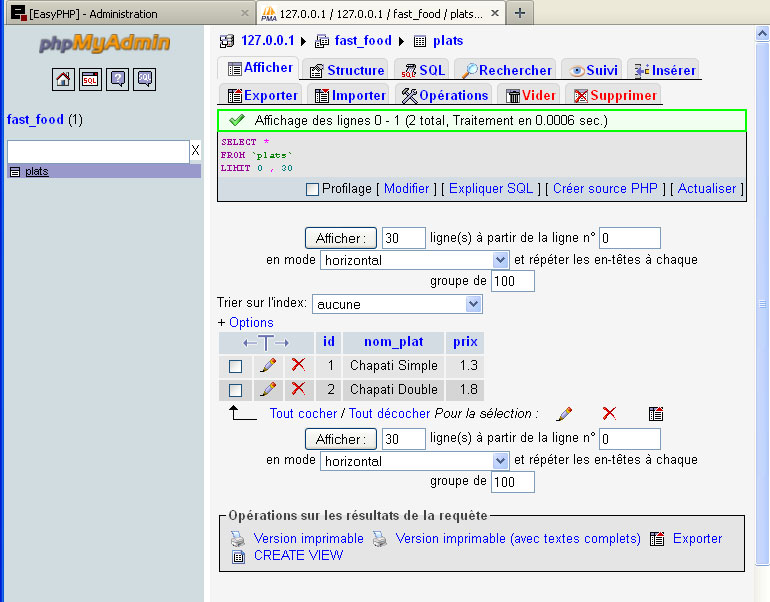 [EasyPHP] - Administration
127.0.0.1 / 127.0.0.1 / fast_food / plats...
phpMyAdmin
127.0.0.1 fast_food plats
SQL
SQL
Afficher Structure SQL Rechercher Suivi Insérer
Exporter Importer Opérations Vider Supprimer
fast_food (1)
X
plats
Affichage des lignes 0 - 1 (2 total, Traitement en 0.0006 sec.)
SELECT *
FROM `plats`
LIMIT 0 , 30
Profilage [ Modifier ] [ Expliquer SQL ] [ Créer source PHP ] [ Actualiser ]
Afficher : 30 ligne(s) à partir de la ligne n° 0
en mode horizontal et répéter les en-têtes à chaque
groupe de 100
Trier sur l'index: aucune
+ Options
←T→ id nom_plat prix
1 Chapati Simple 1.3
2 Chapati Double 1.8
Tout cocher / Tout décocher Pour la sélection :
Afficher : 30 ligne(s) à partir de la ligne n° 0
en mode horizontal et répéter les en-têtes à chaque
groupe de 100
Opérations sur les résultats de la requète
Version imprimable Version imprimable (avec textes complets) Exporter
CREATE VIEW